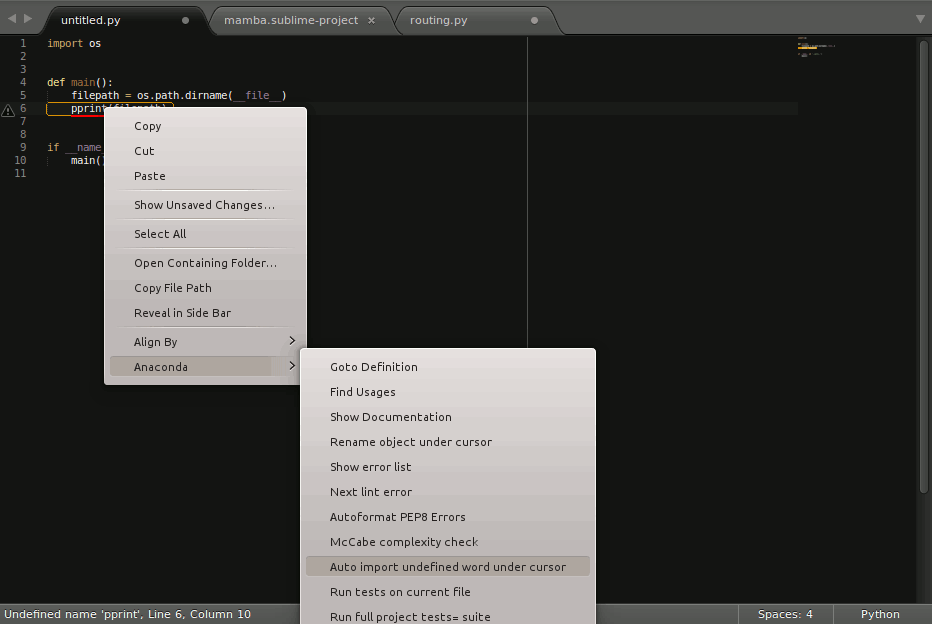 untitled.py
mamba.sublime-project ×
routing.py
1 import os
2
3
4 def main():
5 filepath = os.path.dirname(__file__)
6 pprint(filepath)
7
8
9 if __name
10 main()
11
Copy
Cut
Paste
Show Unsaved Changes...
Select All
Open Containing Folder...
Copy File Path
Reveal in Side Bar
Align By
Anaconda
Goto Definition
Find Usages
Show Documentation
Rename object under cursor
Show error list
Next lint error
Autoformat PEP8 Errors
McCabe complexity check
Auto import undefined word under cursor
Run tests on current file
Run full project tests= suite
Undefined name 'pprint', Line 6, Column 10
Spaces: 4
Python